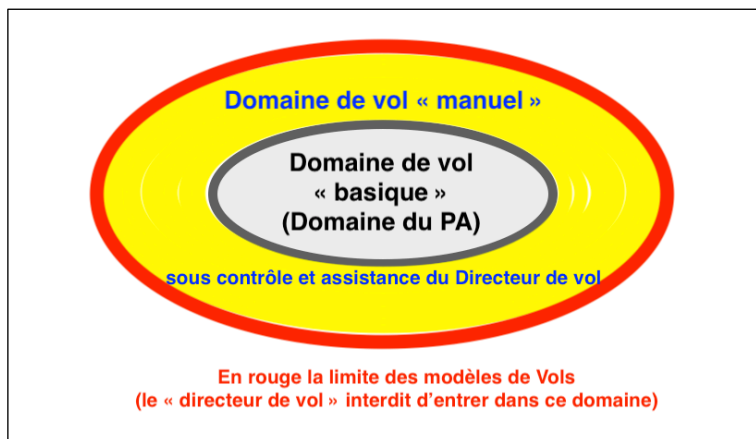 Domaine de vol « manuel »
Domaine de vol
« basique »
(Domaine du PA)
sous contrôle et assistance du Directeur de vol
En rouge la limite des modèles de Vols
(le « directeur de vol » interdit d'entrer dans ce domaine)